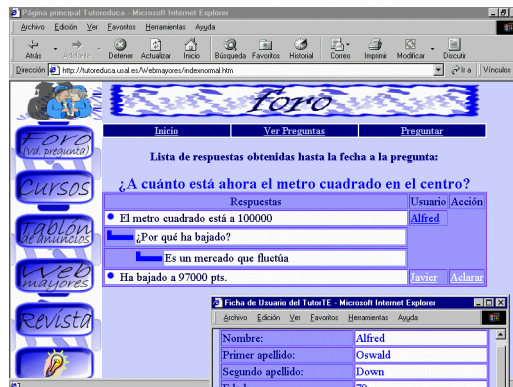 Página principal Tutoreduca - Microsoft Internet Explorer
Archivo Edición Ver Favoritos Herramientas Ayuda
Atrás Adelante Detener Actualizar Inicio Búsqueda Favoritos Historial Correo Imprimir Modificar Discutir
Dirección http://tutoreduca.usal.es/Webmayores/indexnormal.htm Ir a Vínculos
Foro
Inicio Ver Preguntas Preguntar
Foro
(Vd. pregunta)
Cursos
Tablón
de anuncios
Web
mayores
Revista
Lista de respuestas obtenidas hasta la fecha a la pregunta:
¿A cuánto está ahora el metro cuadrado en el centro?
Respuestas Usuario Acción
El metro cuadrado está a 100000 Alfred
¿Por qué ha bajado?
Es un mercado que fluctúa
Ha bajado a 97000 pts. Javier Aclarar
Ficha de Usuario del TutorTE - Microsoft Internet Explorer
Archivo Edición Ver Favoritos Herramientas Ayuda
Nombre: Alfred
Primer apellido: Oswald
Segundo apellido: Down